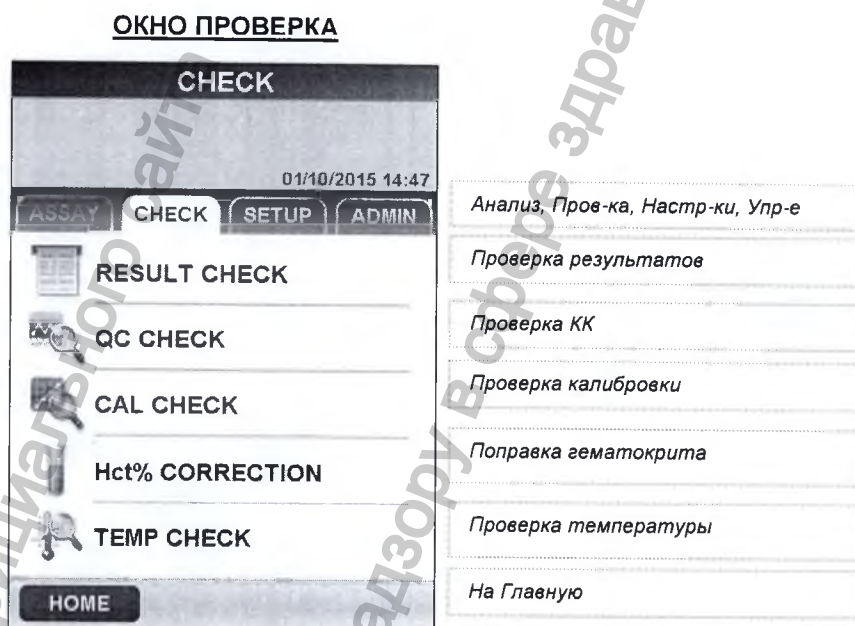 ОКНО ПРОВЕРКА
CHECK
01/10/2015 14:47
ASSAY CHECK SETUP ADMIN
Анализ, Пров-ка, Настр-ки, Упр-е
RESULT CHECK
Проверка результатов
QC CHECK
Проверка КК
CAL CHECK
Проверка калибровки
Hct% CORRECTION
Поправка гематокрита
TEMP CHECK
Проверка температуры
HOME
На Главную
сайта
в сфере